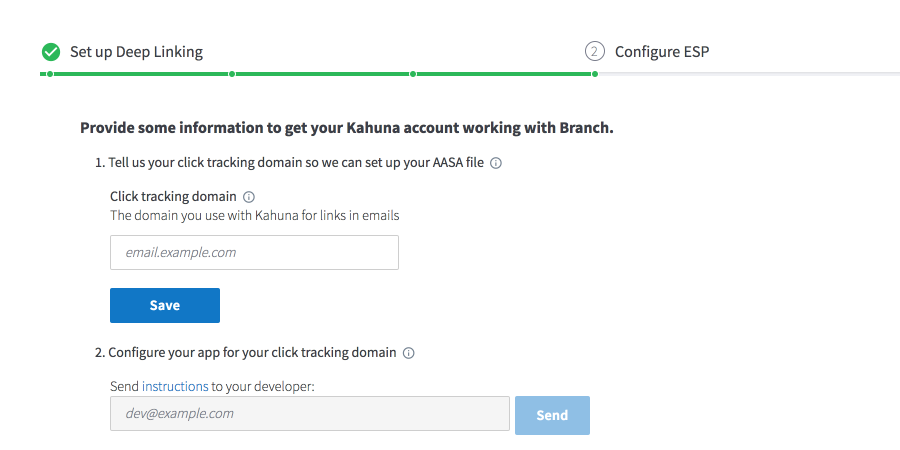 Set up Deep Linking
2 Configure ESP
Provide some information to get your Kahuna account working with Branch.
1. Tell us your click tracking domain so we can set up your AASA file
Click tracking domain
The domain you use with Kahuna for links in emails
email.example.com
Save
2. Configure your app for your click tracking domain
Send instructions to your developer:
dev@example.com
Send